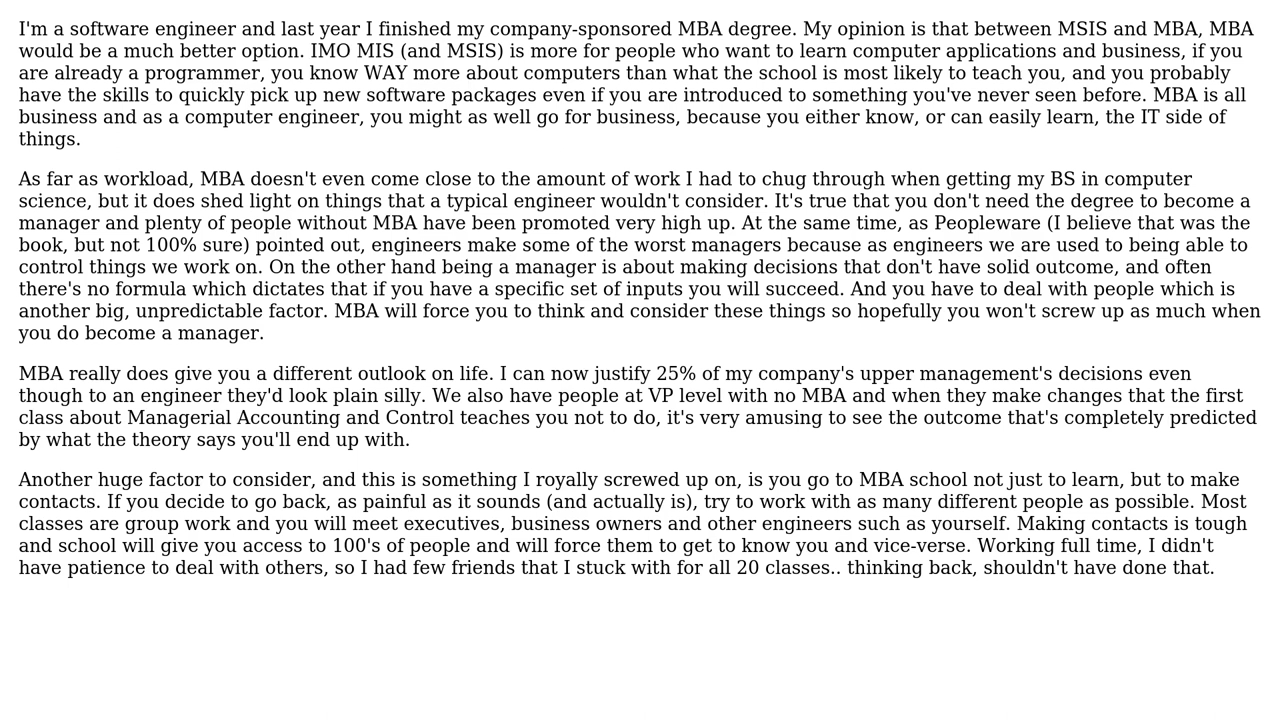 I'm a software engineer and last year I finished my company-sponsored MBA degree. My opinion is that between MSIS and MBA, MBA
would be a much better option. IMO MIS (and MSIS) is more for people who want to learn computer applications and business, if you
are already a programmer, you know WAY more about computers than what the school is most likely to teach you, and you probably
have the skills to quickly pick up new software packages even if you are introduced to something you've never seen before. MBA is all
business and as a computer engineer, you might as well go for business, because you either know, or can easily learn, the IT side of
things.
As far as workload, MBA doesn't even come close to the amount of work I had to chug through when getting my BS in computer
science, but it does shed light on things that a typical engineer wouldn't consider. It's true that you don't need the degree to become a
manager and plenty of people without MBA have been promoted very high up. At the same time, as Peopleware (I believe that was the
book, but not 100% sure) pointed out, engineers make some of the worst managers because as engineers we are used to being able to
control things we work on. On the other hand being a manager is about making decisions that don't have solid outcome, and often
there's no formula which dictates that if you have a specific set of inputs you will succeed. And you have to deal with people which is
another big, unpredictable factor. MBA will force you to think and consider these things so hopefully you won't screw up as much when
you do become a manager.
MBA really does give you a different outlook on life. I can now justify 25% of my company's upper management's decisions even
though to an engineer they'd look plain silly. We also have people at VP level with no MBA and when they make changes that the first
class about Managerial Accounting and Control teaches you not to do, it's very amusing to see the outcome that's completely predicted
by what the theory says you'll end up with.
Another huge factor to consider, and this is something I royally screwed up on, is you go to MBA school not just to learn, but to make
contacts. If you decide to go back, as painful as it sounds (and actually is), try to work with as many different people as possible. Most
classes are group work and you will meet executives, business owners and other engineers such as yourself. Making contacts is tough
and school will give you access to 100's of people and will force them to get to know you and vice-verse. Working full time, I didn't
have patience to deal with others, so I had few friends that I stuck with for all 20 classes.. thinking back, shouldn't have done that.